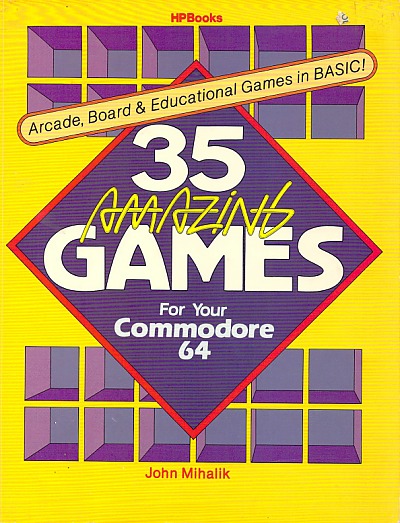 HPBooks
Arcade, Board & Educational Games in BASIC!
35
AMAZING
GAMES
For Your
Commodore
64
John Mihalik